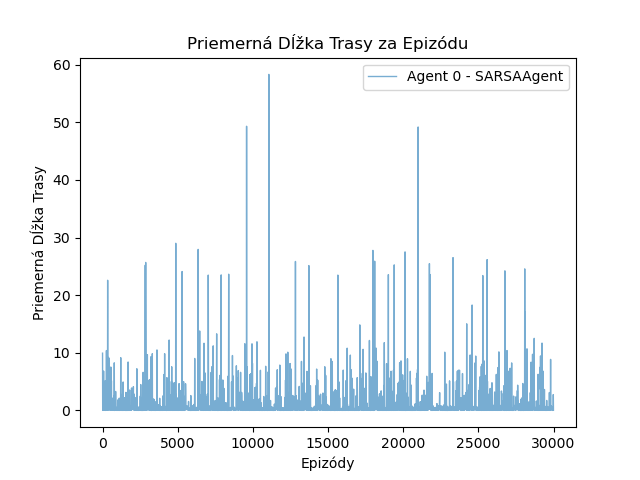 Priemerná Dĺžka Trasy za Epizódu
Agent 0 - SARSAAgent
Priemerná Dĺžka Trasy
60
50
40
30
20
10
0
0 5000 10000 15000 20000 25000 30000
Epizódy